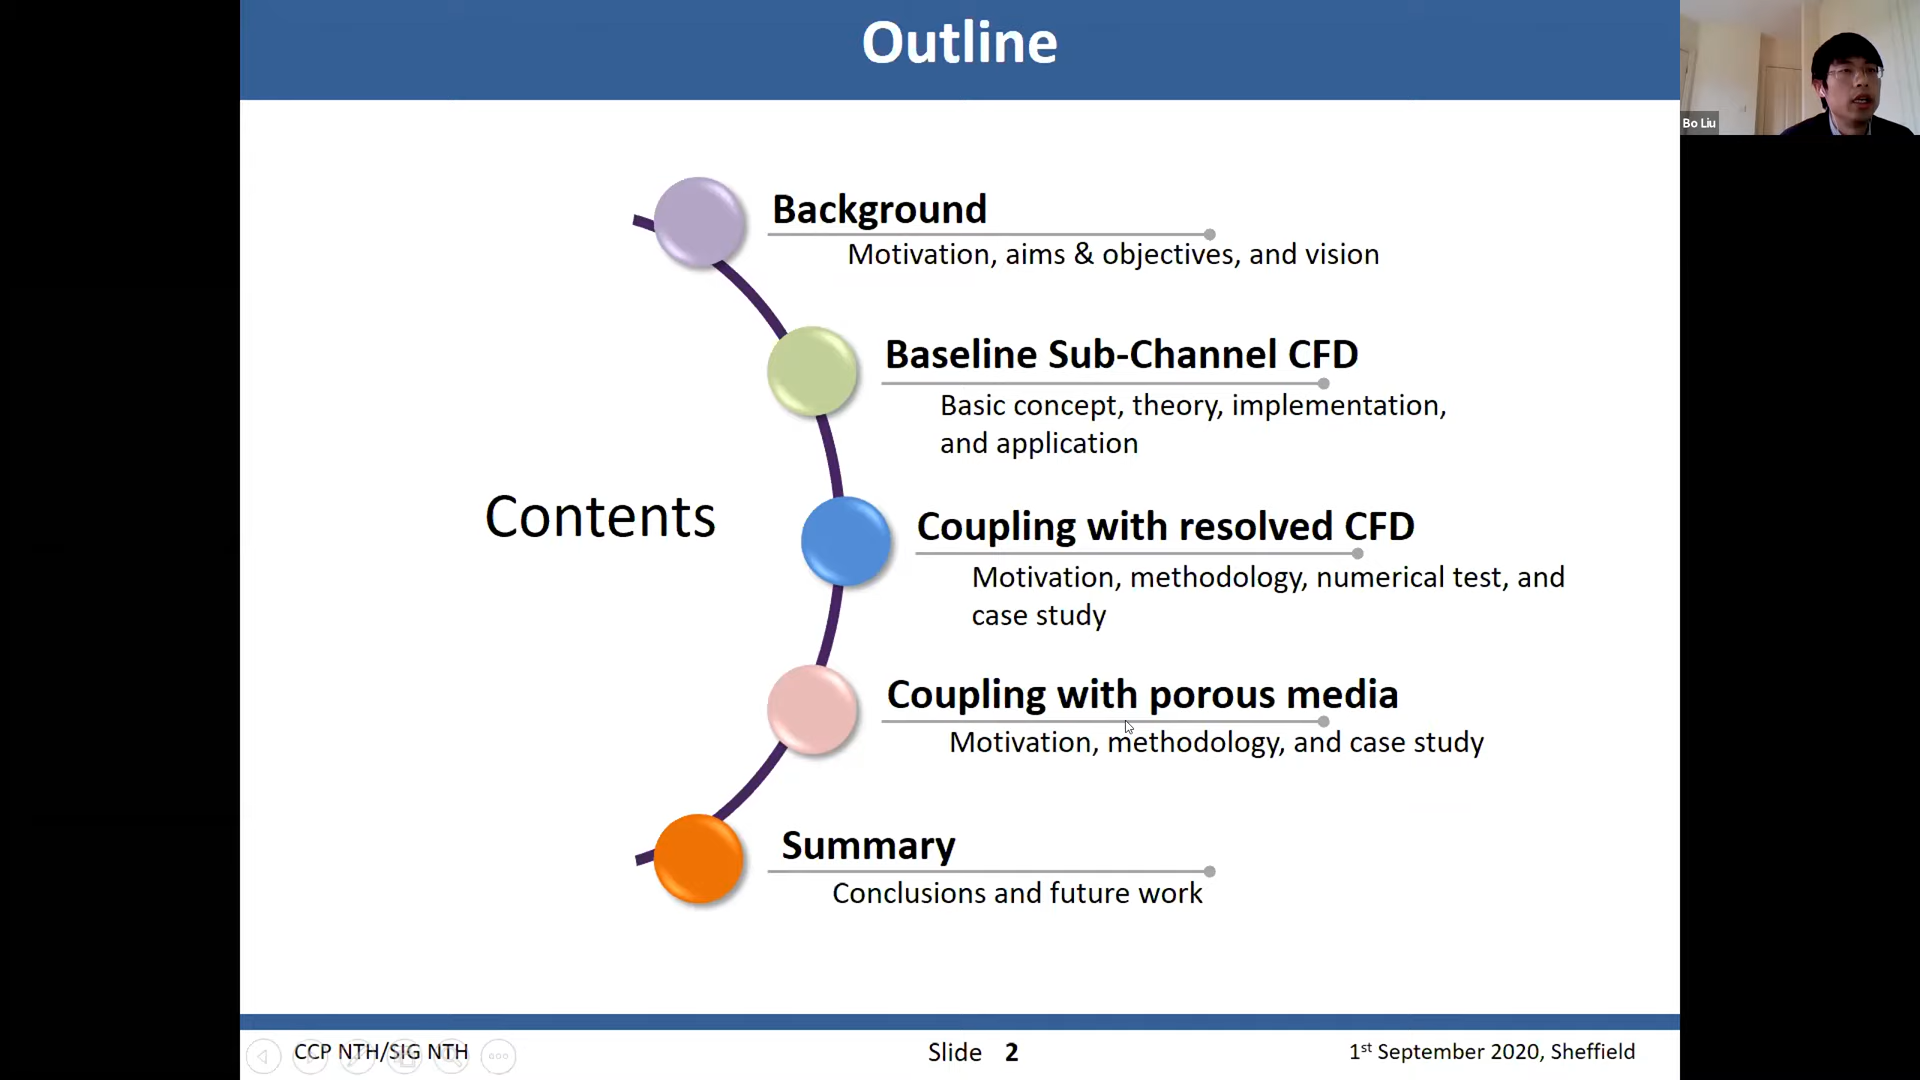 Outline
Bo Liu
Background
Motivation, aims & objectives, and vision
Baseline Sub-Channel CFD
Basic concept, theory, implementation,
and application
Contents
Coupling with resolved CFD
Motivation, methodology, numerical test, and
case study
Coupling with porous media
Motivation, methodology, and case study
Summary
Conclusions and future work
CCP NTH/SIG NTH
Slide 2
1st September 2020, Sheffield